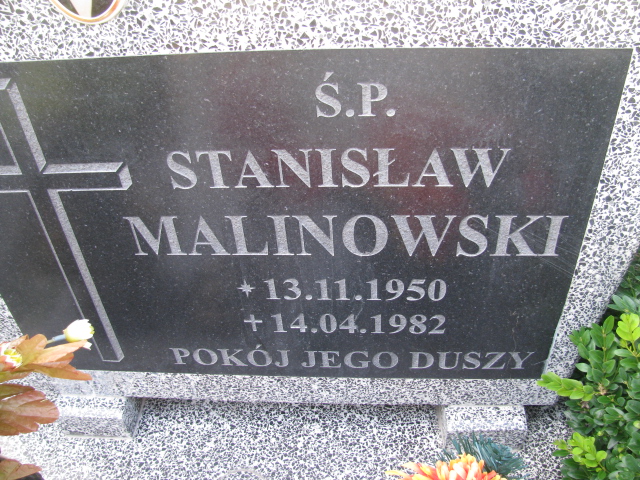 Ś.P.
STANISŁAW
MALINOWSKI
* 13.11.1950
+ 14.04.1982
POKÓJ JEGO DUSZY